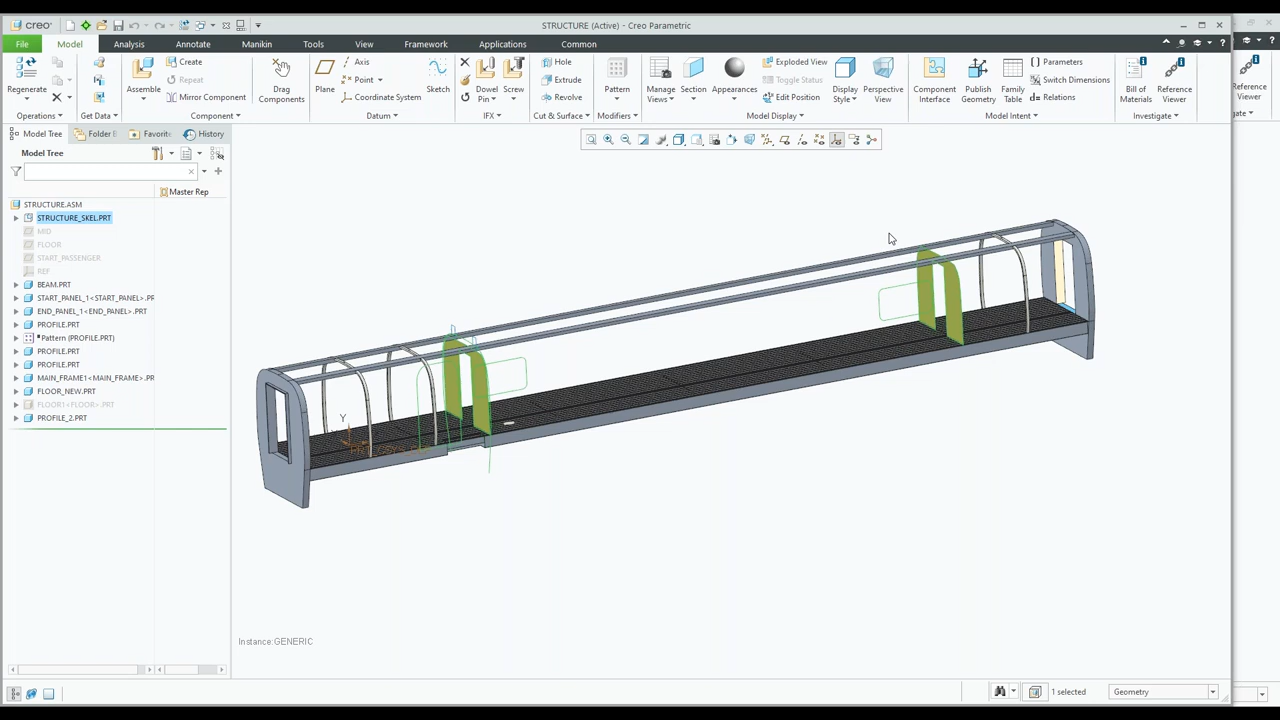 creo
STRUCTURE (Active) - Creo Parametric
File Model Analysis Annotate Manikin Tools View Framework Applications Common
Regenerate
Operations
Get Data
Assemble
Create
Repeat
Mirror Component
Component
Drag
Components
Plane
Axis
Point
Coordinate System
Sketch
Datum
Dowel
Pin
Screw
IFX
Hole
Extrude
Revolve
Cut & Surface
Pattern
Modifiers
Manage
Views
Section
Appearances
Exploded View
Toggle Status
Edit Position
Display
Style
Perspective
View
Model Display
Component
Interface
Publish
Geometry
Family
Table
Parameters
Switch Dimensions
Relations
Model Intent
Bill of
Materials
Reference
Viewer
Investigate
Reference
Viewer
gate
Model Tree Folder B Favorit History
Model Tree
Master Rep
STRUCTURE.ASM
STRUCTURE_SKEL.PRT
MID
FLOOR
START_PASSENGER
REF
BEAM.PRT
START_PANEL_1<START_PANEL>.PR
END_PANEL_1<END_PANEL>.PRT
PROFILE.PRT
Pattern (PROFILE.PRT)
PROFILE.PRT
PROFILE.PRT
MAIN_FRAME1<MAIN_FRAME>.PR
FLOOR_NEW.PRT
FLOOR1<FLOOR>.PRT
PROFILE_2.PRT
Y
Instance:GENERIC
1 selected
Geometry